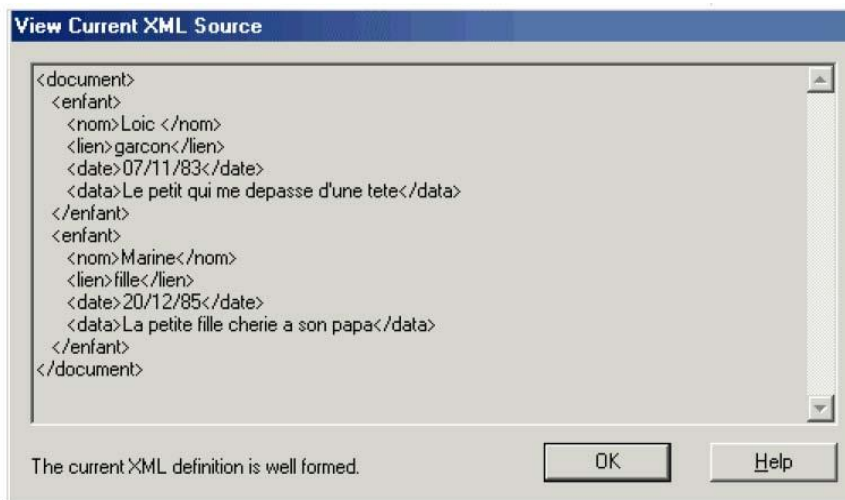 View Current XML Source
<document>
<enfant>
<nom>Loic </nom>
<lien>garcon</lien>
<date>07/11/83</date>
<data>Le petit qui me depasse d'une tete</data>
</enfant>
<enfant>
<nom>Marine</nom>
<lien>fille</lien>
<date>20/12/85</date>
<data>La petite fille cherie a son papa</data>
</enfant>
</document>
The current XML definition is well formed.
OK
Help